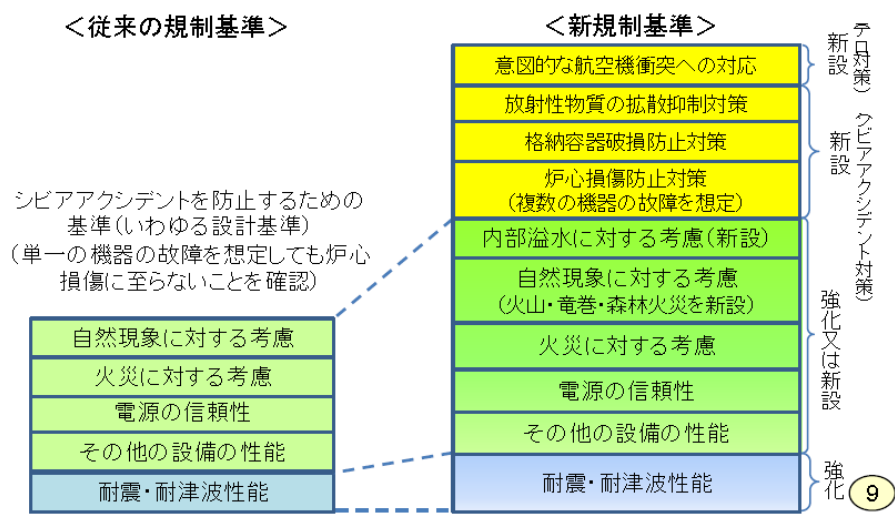 ＜従来の規制基準＞
シビアアクシデントを防止するための
基準（いわゆる設計基準）
（単一の機器の故障を想定しても炉心
損傷に至らないことを確認）
自然現象に対する考慮
火災に対する考慮
電源の信頼性
その他の設備の性能
耐震・耐津波性能
＜新規制基準＞
意図的な航空機衝突への対応
放射性物質の拡散抑制対策
格納容器破損防止対策
炉心損傷防止対策
（複数の機器の故障を想定）
内部溢水に対する考慮（新設）
自然現象に対する考慮
（火山・竜巻・森林火災を新設）
火災に対する考慮
電源の信頼性
その他の設備の性能
耐震・耐津波性能
新設
テロ対策）
新設
（シビアアクシデント対策）
強化又は新設
強化
9